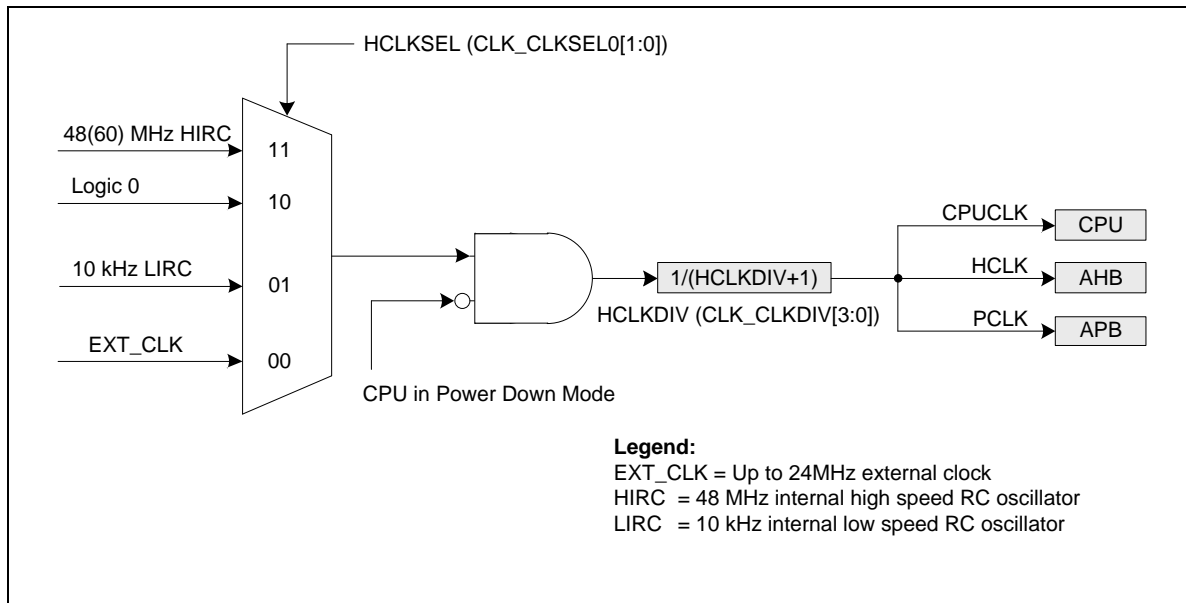 HCLKSEL (CLK_CLKSEL0[1:0])
48(60) MHz HIRC
11
Logic 0
10
10 kHz LIRC
01
EXT_CLK
00
CPU in Power Down Mode
1/(HCLKDIV+1)
HCLKDIV (CLK_CLKDIV[3:0])
CPUCLK
CPU
HCLK
AHB
PCLK
APB
Legend:
EXT_CLK = Up to 24MHz external clock
HIRC = 48 MHz internal high speed RC oscillator
LIRC = 10 kHz internal low speed RC oscillator